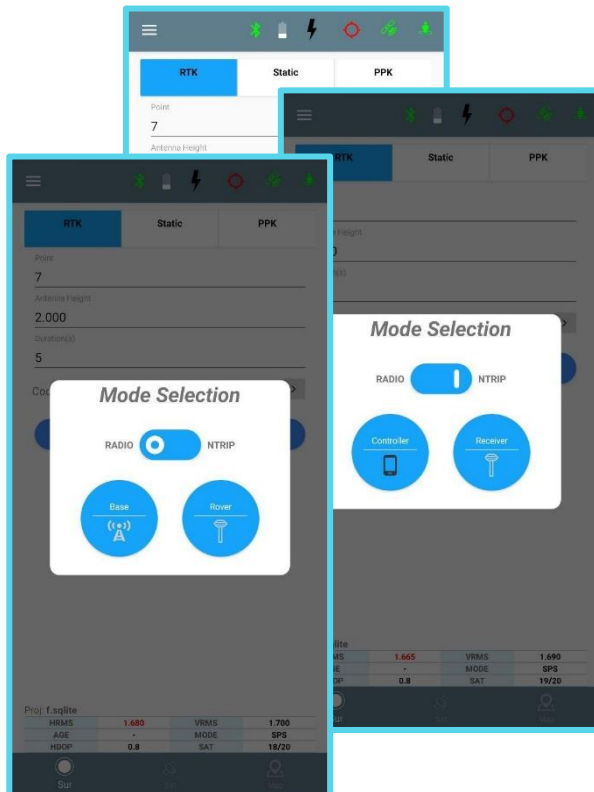 RTK Static PPK
Point
7
Antenna Height
RTK Static PPK
Height
Mode Selection
RADIO NTRIP
Controller Receiver
.sqlite
1.665 VRMS 1.690
- MODE SPS
0.8 SAT 19/20
Sur
RTK Static PPK
Point
7
Antenna Height
2.000
Duration(s)
5
Mode Selection
RADIO NTRIP
Base Rover
Proj: f.sqlite
HRMS 1.680 VRMS 1.700
AGE - MODE SPS
HDOP 0.8 SAT 18/20
Sur